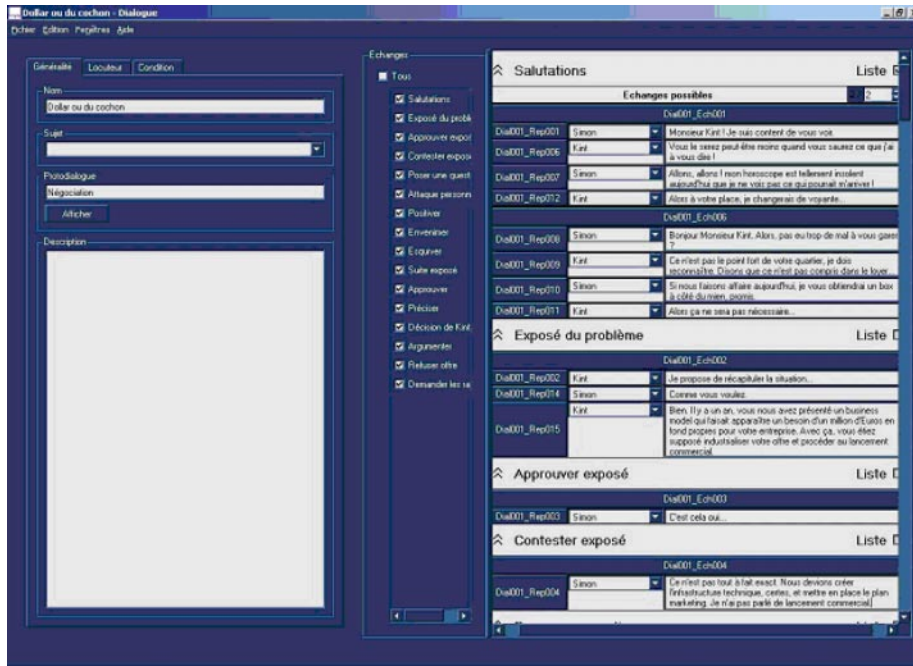 Dollar ou du cochon - Dialogue
Fichier Edition Fenêtres Aide
Généralité Locuteur Condition
Nom
Dollar ou du cochon
Sujet
Protodialogue
Négociation
Afficher
Description
Echanges
Tous
Salutations
Exposé du problè
Approuver expos
Contester exposé
Poser une quest
Attaque personn
Positiver
Envenimer
Esquiver
Suite exposé
Approuver
Préciser
Décision de Kint
Argumenter
Refuser offre
Demander les ra
Salutations Liste
Echanges possibles 2
Dial001_Ech001
Dial001_Rep001 Simon Monsieur Kint ! Je suis content de vous voir.
Dial001_Rep006 Kint Vous le serez peut-être moins quand vous saurez ce que j'ai
à vous dire !
Dial001_Rep007 Simon Allons, allons ! mon horoscope est tellement insolent
aujourd'hui que je ne vois pas ce qui pourrait m'arriver !
Dial001_Rep012 Kint Alors à votre place, je changerais de voyante...
Dial001_Ech006
Dial001_Rep008 Simon Bonjour Monsieur Kint. Alors, pas eu trop de mal à vous garer
?
Dial001_Rep009 Kint Ce n'est pas le point fort de votre quartier, je dois
reconnaître. Disons que ce n'est pas compris dans le loyer...
Dial001_Rep010 Simon Si nous faisons affaire aujourd'hui, je vous obtiendrai un box
à côté du mien, promis.
Dial001_Rep011 Kint Alors ça ne sera pas nécessaire...
Exposé du problème Liste
Dial001_Ech002
Dial001_Rep002 Kint Je propose de récapituler la situation...
Dial001_Rep014 Simon Comme vous voulez.
Dial001_Rep015 Kint Bien. Il y a un an, vous nous avez présenté un business
model qui faisait apparaître un besoin d'un million d'Euros en
fond propres pour votre entreprise. Avec ça, vous étiez
supposé industrialiser votre offre et procéder au lancement
commercial.
Approuver exposé Liste
Dial001_Ech003
Dial001_Rep003 Simon C'est cela oui...
Contester exposé Liste
Dial001_Ech004
Dial001_Rep004 Simon Ce n'est pas tout à fait exact. Nous devions créer
l'infrastructure technique, certes, et mettre en place le plan
marketing. Je n'ai pas parlé de lancement commercial.